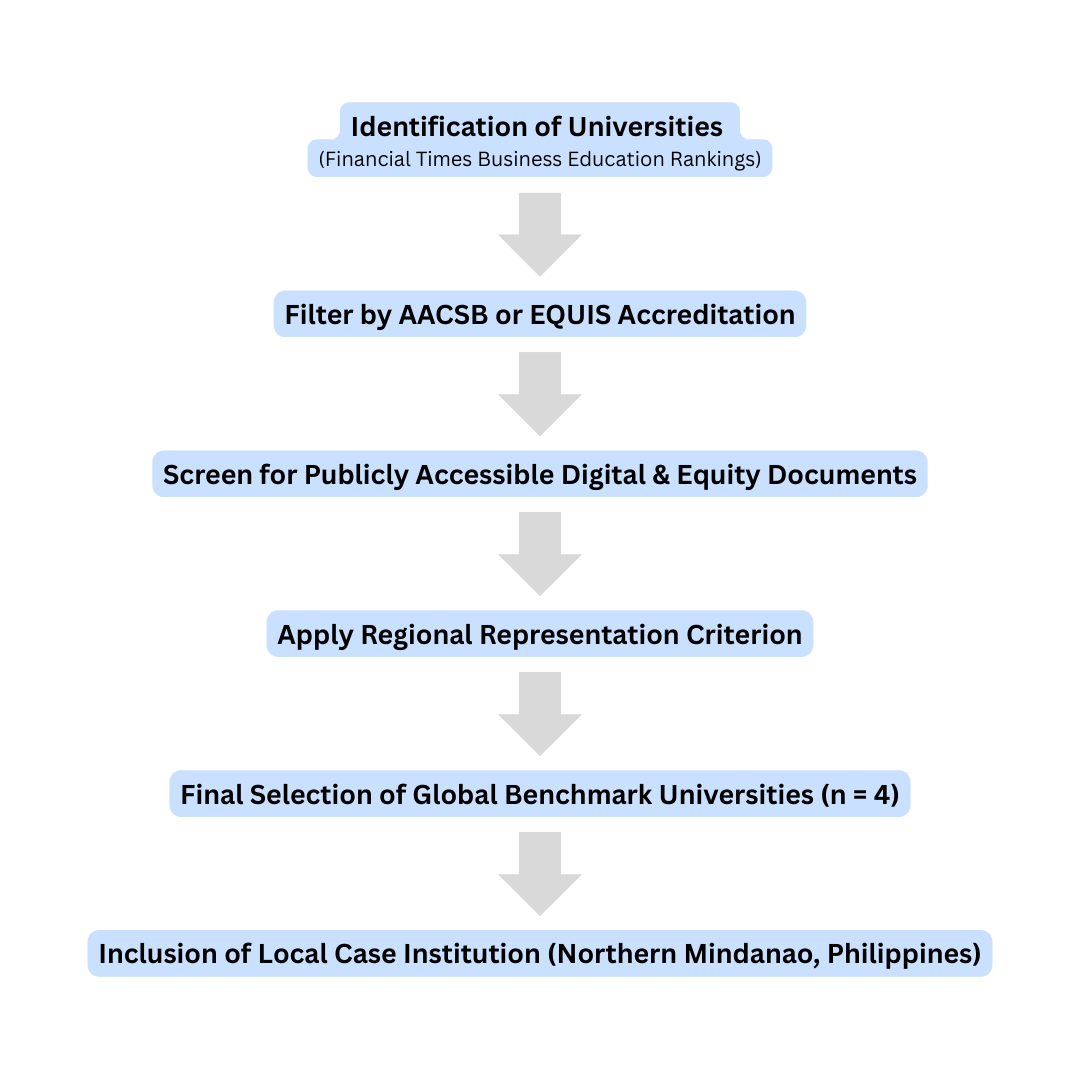 Identification of Universities
(Financial Times Business Education Rankings)
Filter by AACSB or EQUIS Accreditation
Screen for Publicly Accessible Digital & Equity Documents
Apply Regional Representation Criterion
Final Selection of Global Benchmark Universities (n = 4)
Inclusion of Local Case Institution (Northern Mindanao, Philippines)